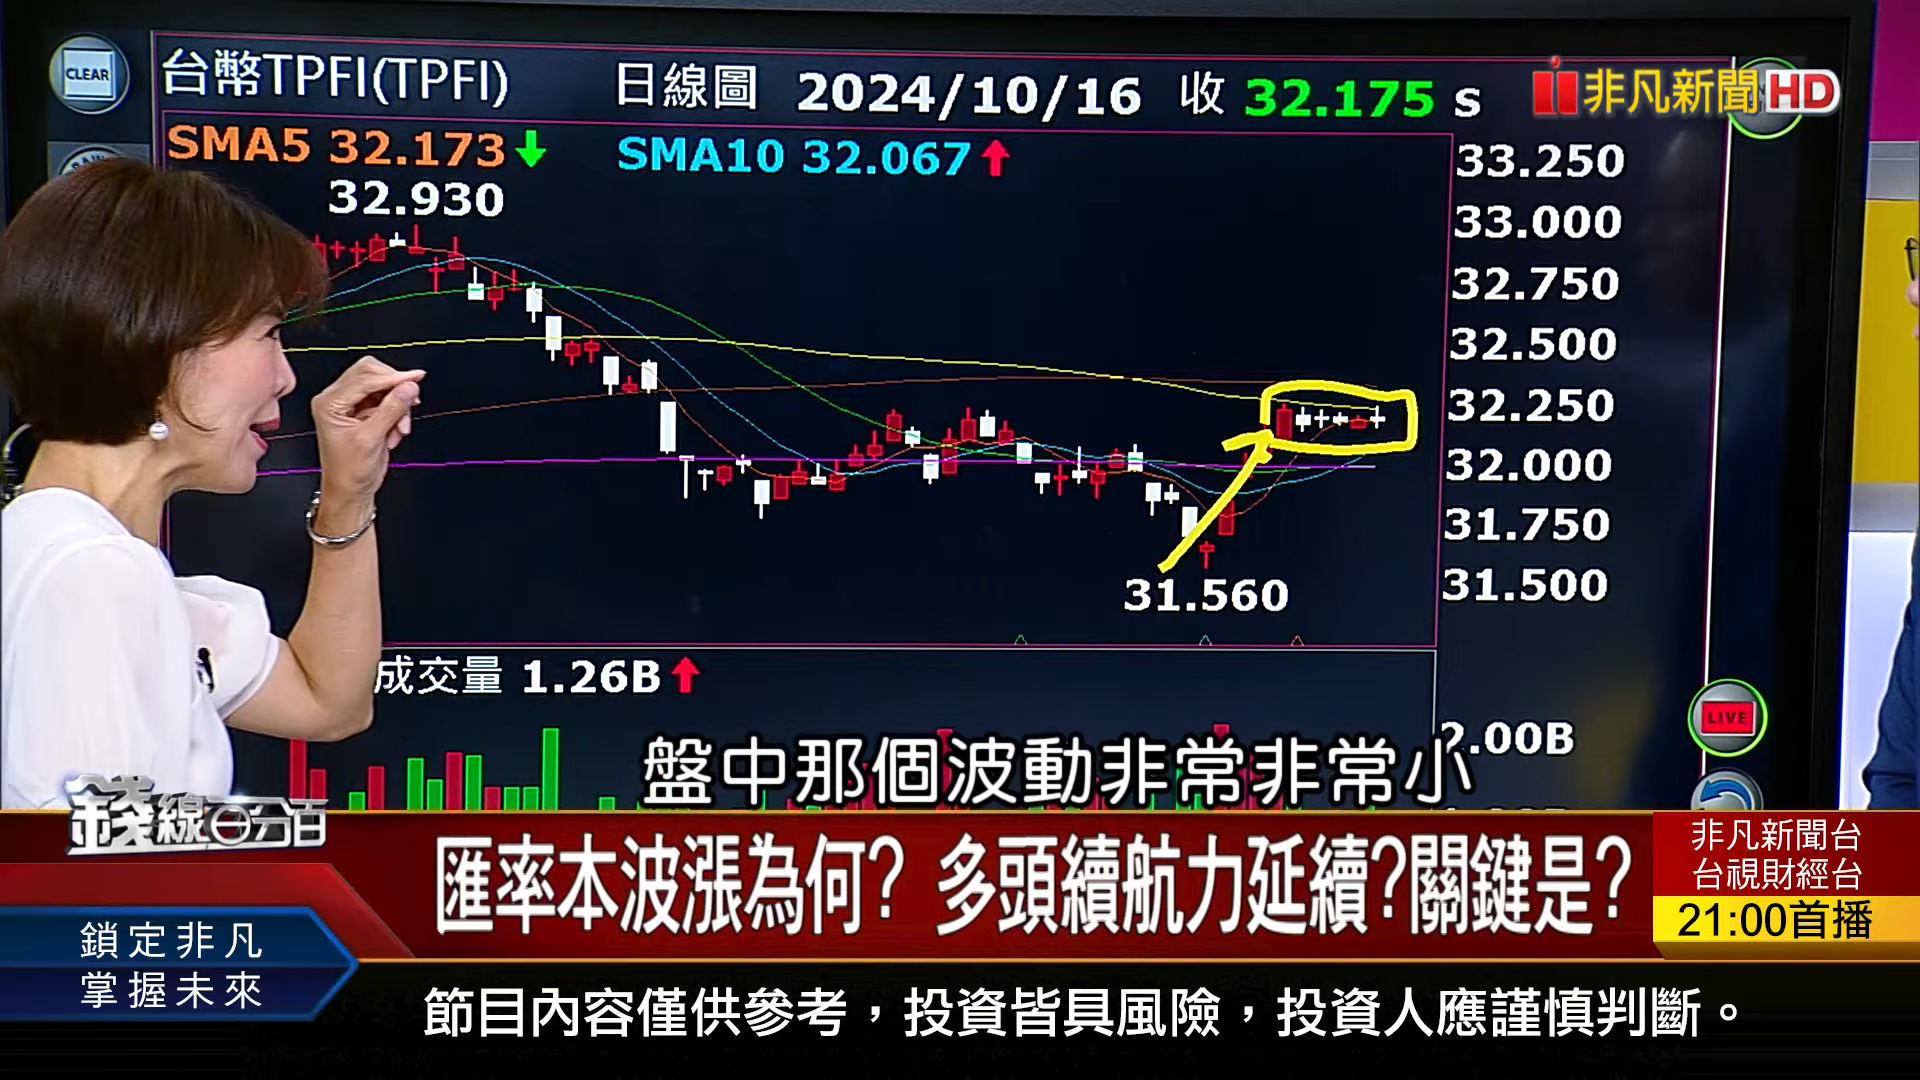 CLEAR
台幣TPFI(TPFI) 日線圖 2024/10/16 收 32.175 s
非凡新聞HD
SMA5 32.173 SMA10 32.067
32.930
33.250
33.000
32.750
32.500
32.250
32.000
31.750
31.500
31.560
成交量 1.26B
LIVE
2.00B
盤中那個波動非常非常小
錢線百分百
匯率本波漲為何? 多頭續航力延續?關鍵是?
非凡新聞台
台視財經台
21:00首播
鎖定非凡
掌握未來
節目內容僅供參考，投資皆具風險，投資人應謹慎判斷。